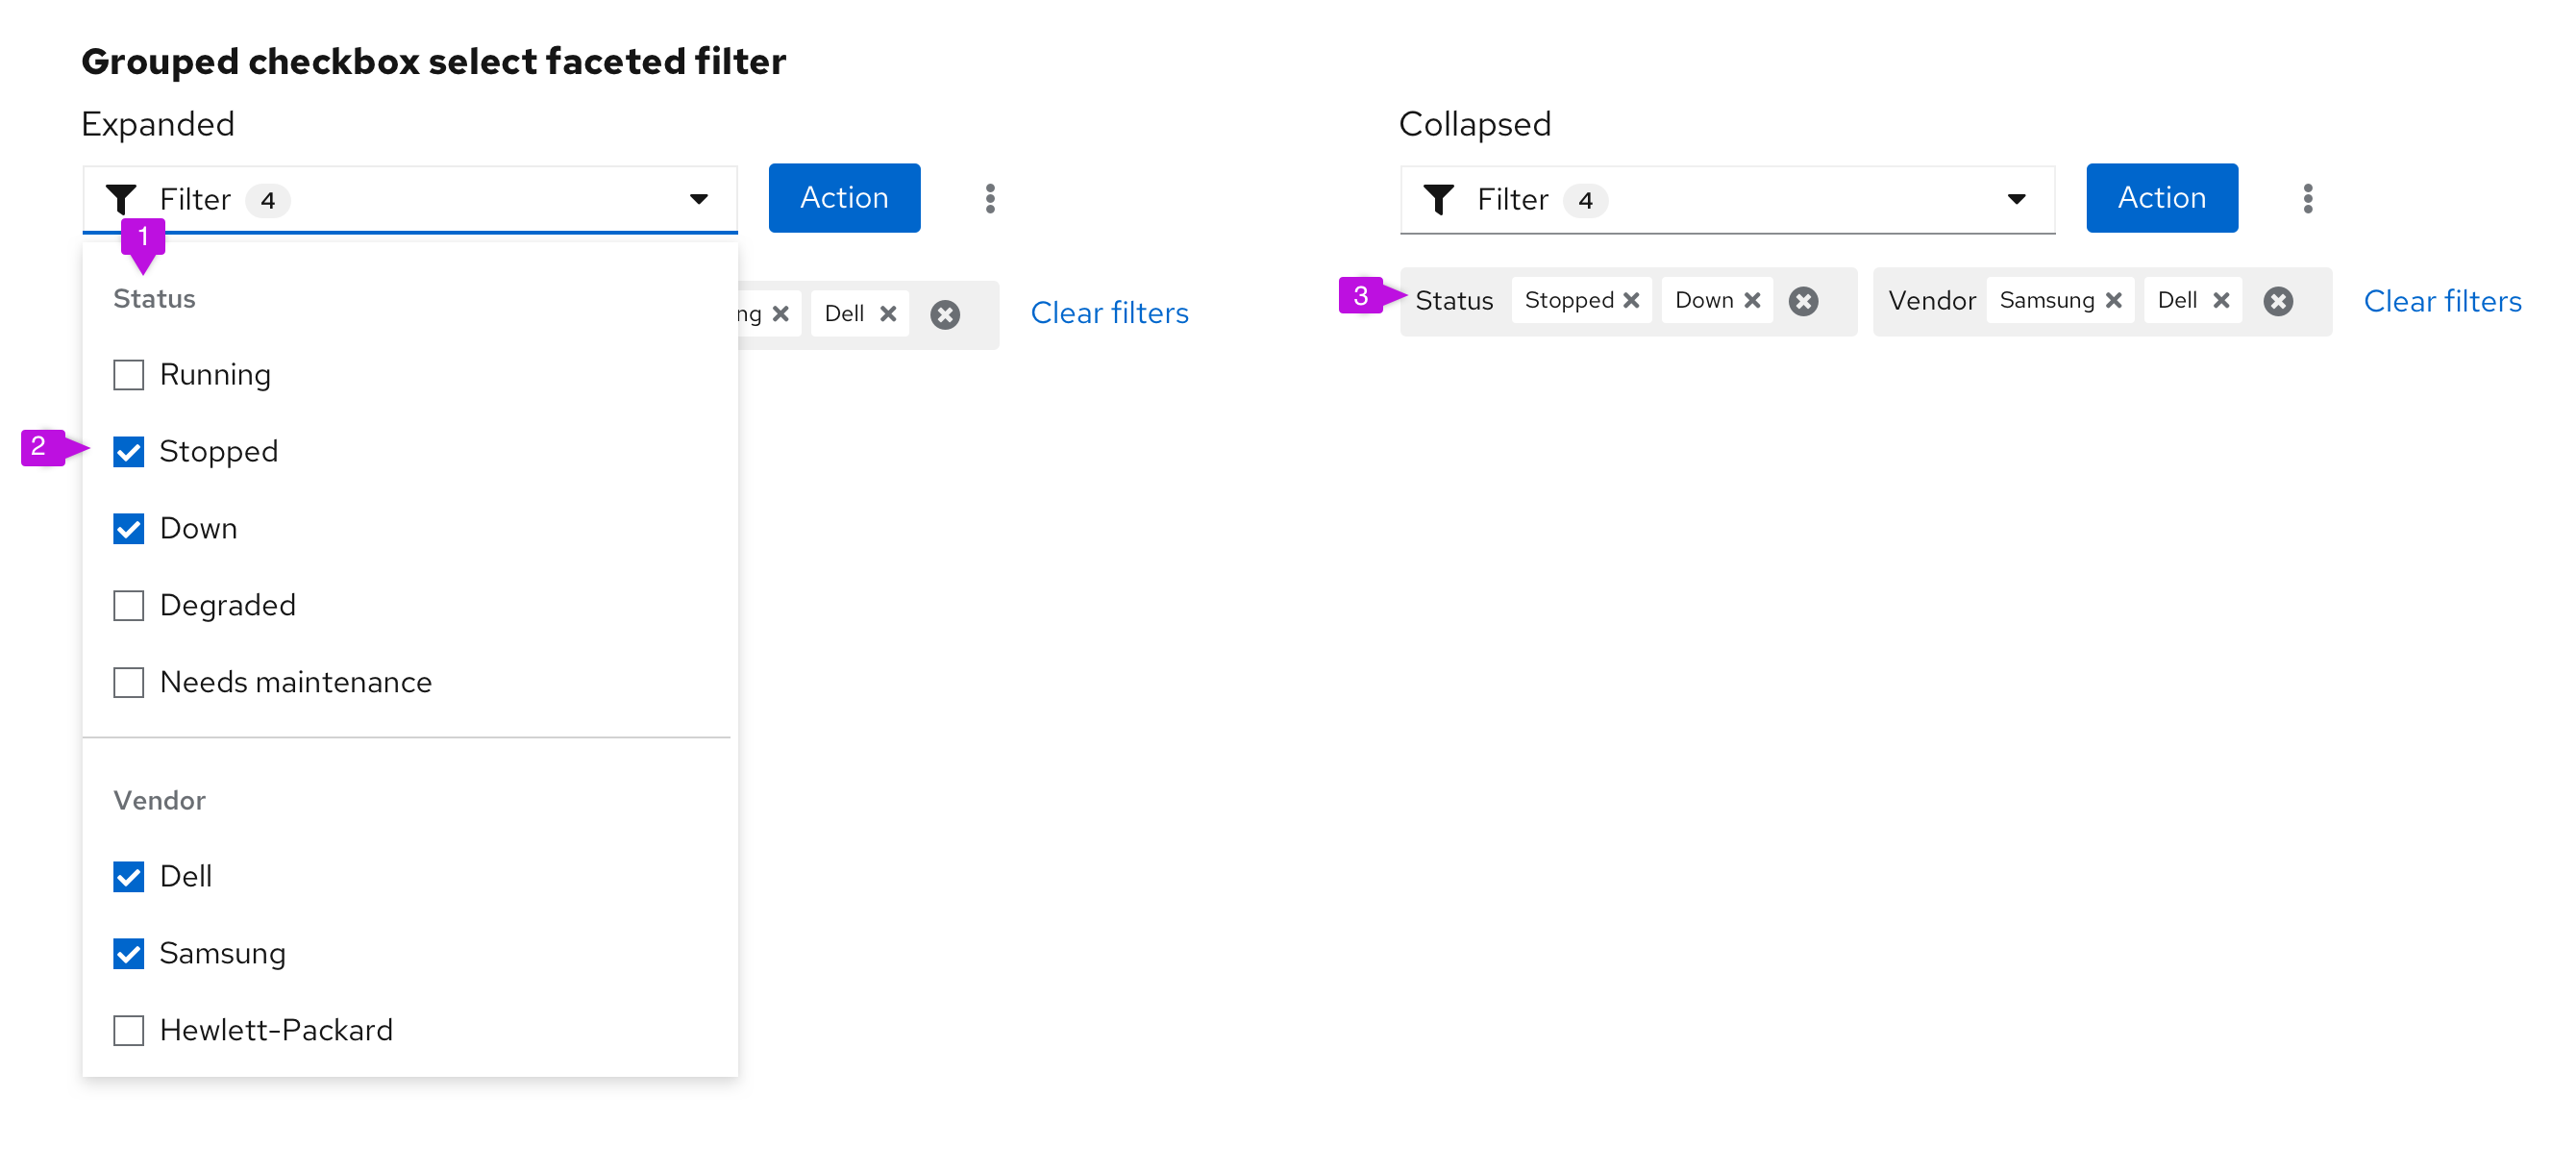 Grouped checkbox select faceted filter
Expanded
Filter 4
Action
1
Status
ng Dell
Clear filters
Running
2
Stopped
Down
Degraded
Needs maintenance
Vendor
Dell
Samsung
Hewlett-Packard
Collapsed
Filter 4
Action
3
Status Stopped Down Vendor Samsung Dell Clear filters